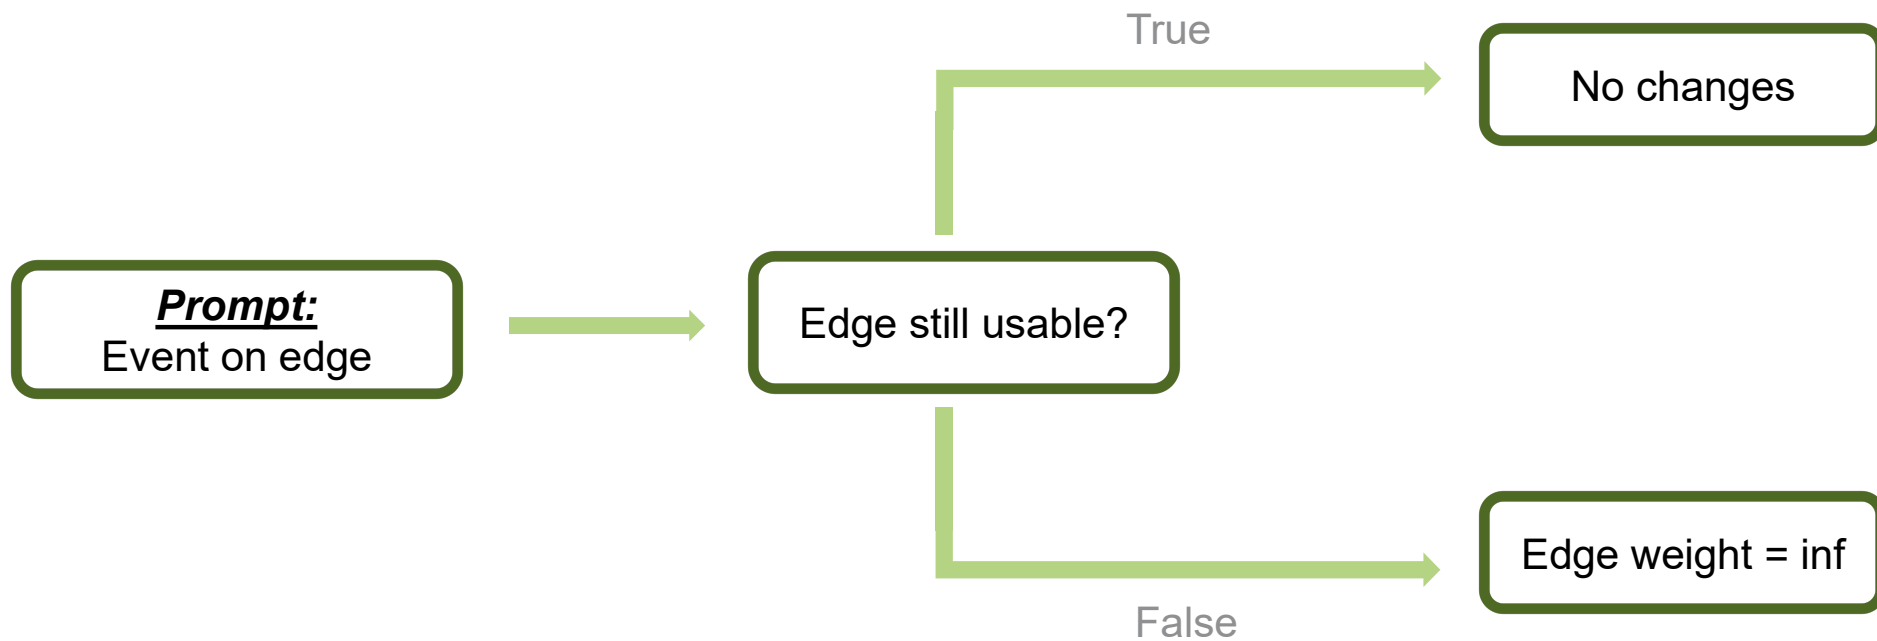 True
No changes
Prompt:
Event on edge
Edge still usable?
Edge weight = inf
False